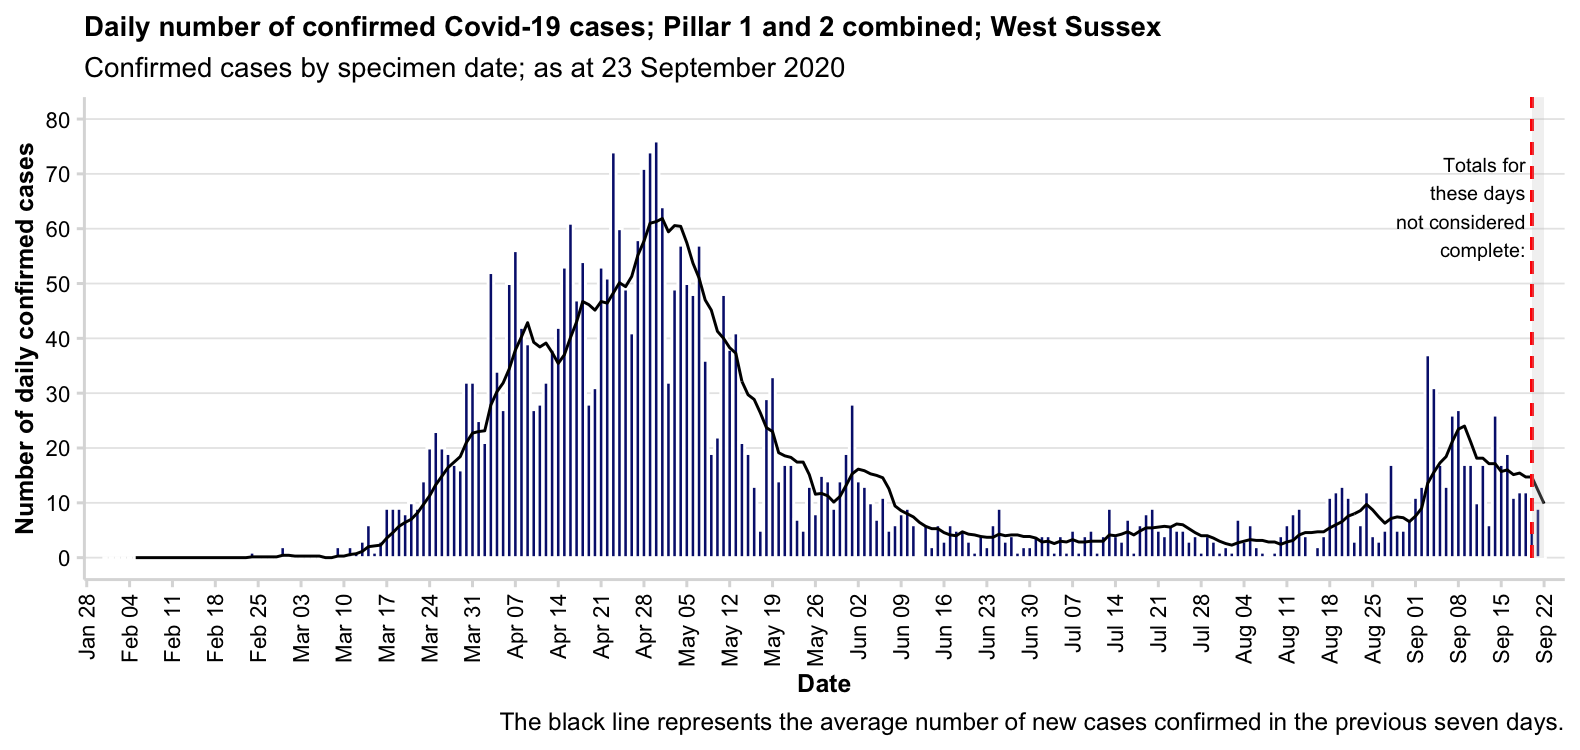 Daily number of confirmed Covid-19 cases; Pillar 1 and 2 combined; West Sussex
Confirmed cases by specimen date; as at 23 September 2020
Number of daily confirmed cases
80
70
60
50
40
30
20
10
0
Totals for
these days
not considered
complete:
Jan 28
Feb 04
Feb 11
Feb 18
Feb 25
Mar 03
Mar 10
Mar 17
Mar 24
Mar 31
Apr 07
Apr 14
Apr 21
Apr 28
May 05
May 12
May 19
May 26
Jun 02
Jun 09
Jun 16
Jun 23
Jun 30
Jul 07
Jul 14
Jul 21
Jul 28
Aug 04
Aug 11
Aug 18
Aug 25
Sep 01
Sep 08
Sep 15
Sep 22
Date
The black line represents the average number of new cases confirmed in the previous seven days.